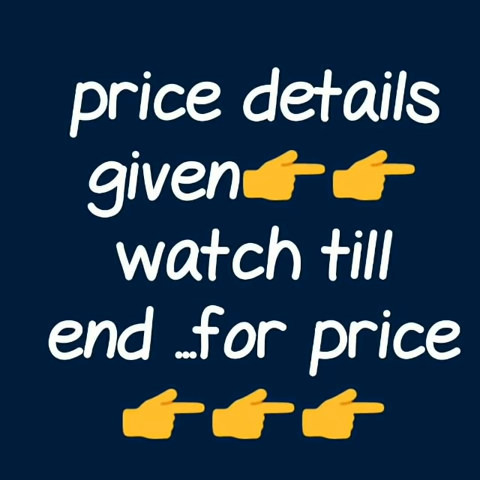 price details
given👉👉
watch till
end ...for price
👉👉👉